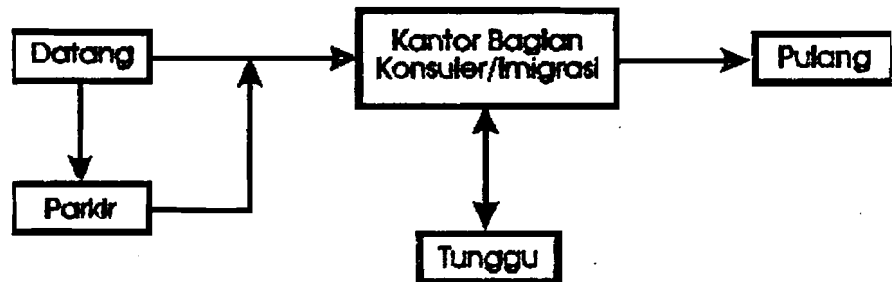 Datang
Kantor Bagian
Konsuler/Imigrasi
Pulang
Parkir
Tunggu